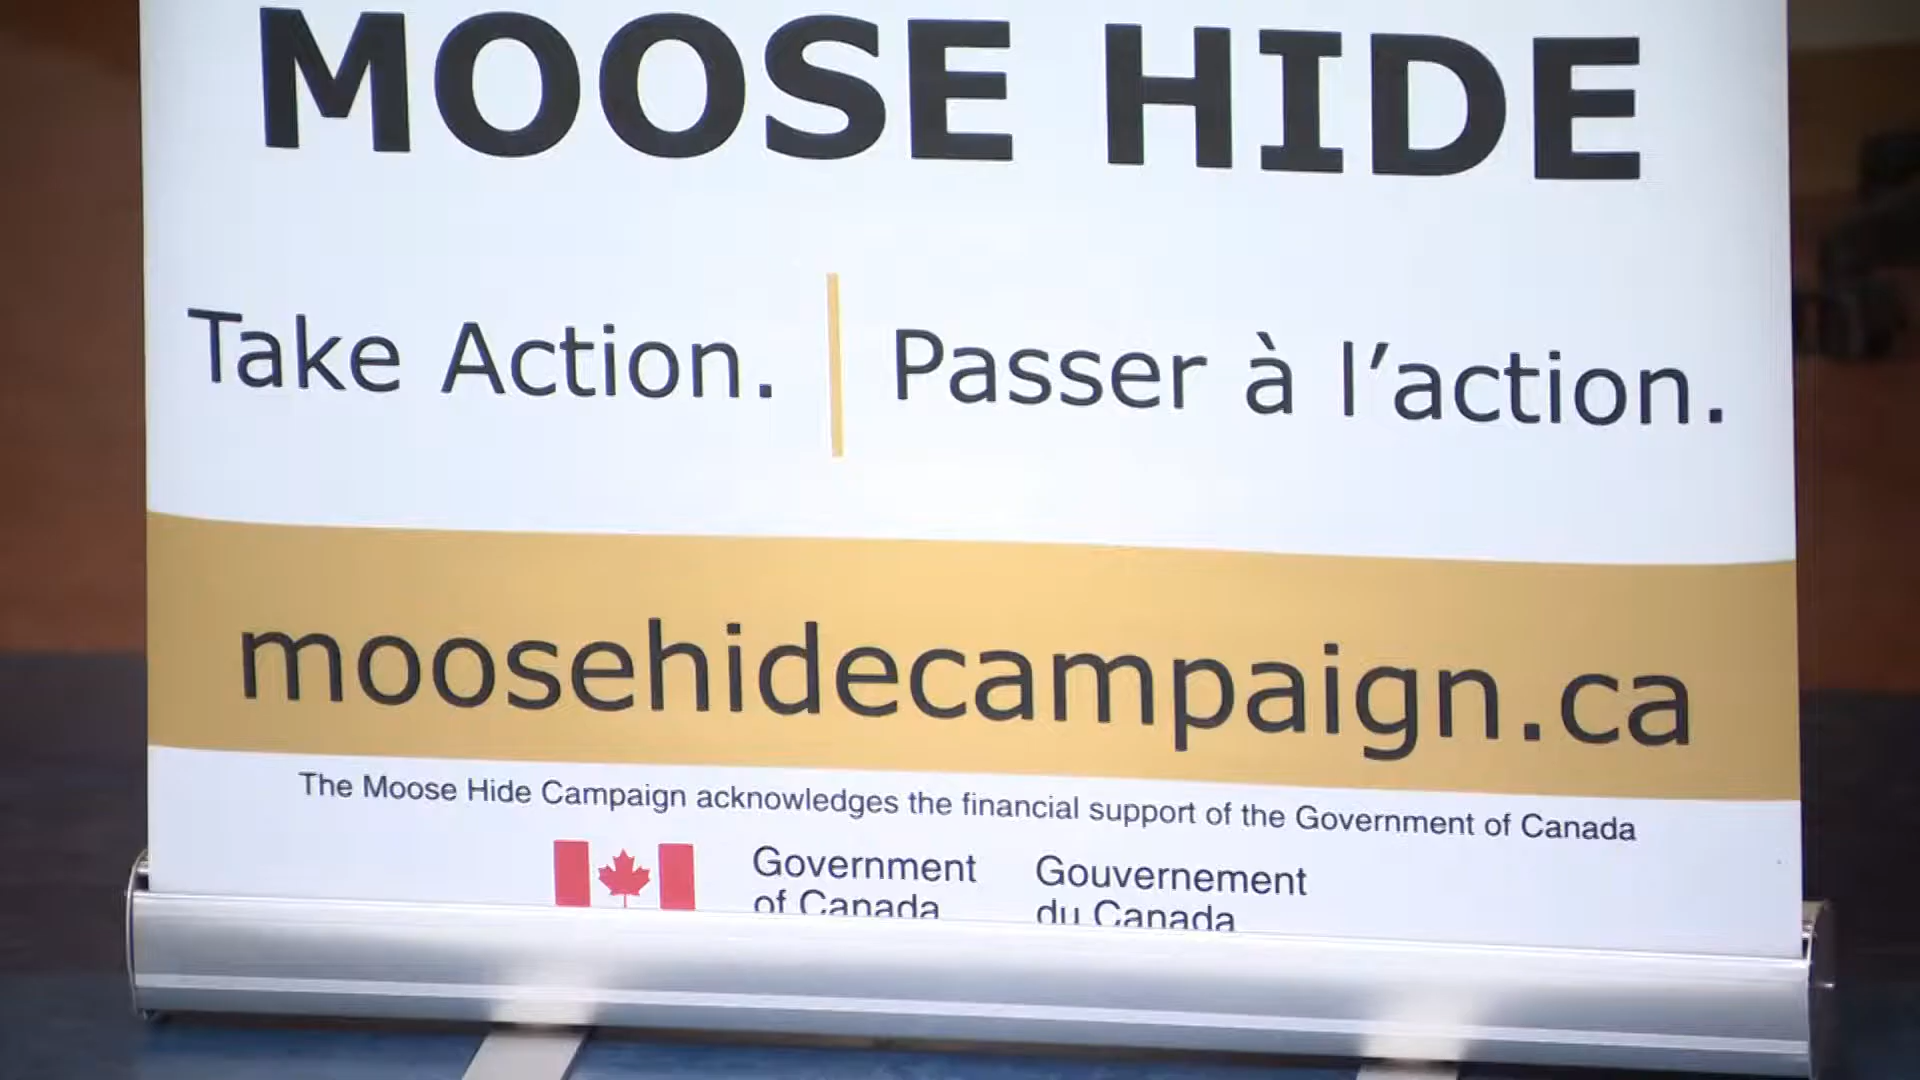 MOOSE HIDE
Take Action. | Passer à l'action.
moosehidecampaign.ca
The Moose Hide Campaign acknowledges the financial support of the Government of Canada
Government of Canada
Gouvernement du Canada